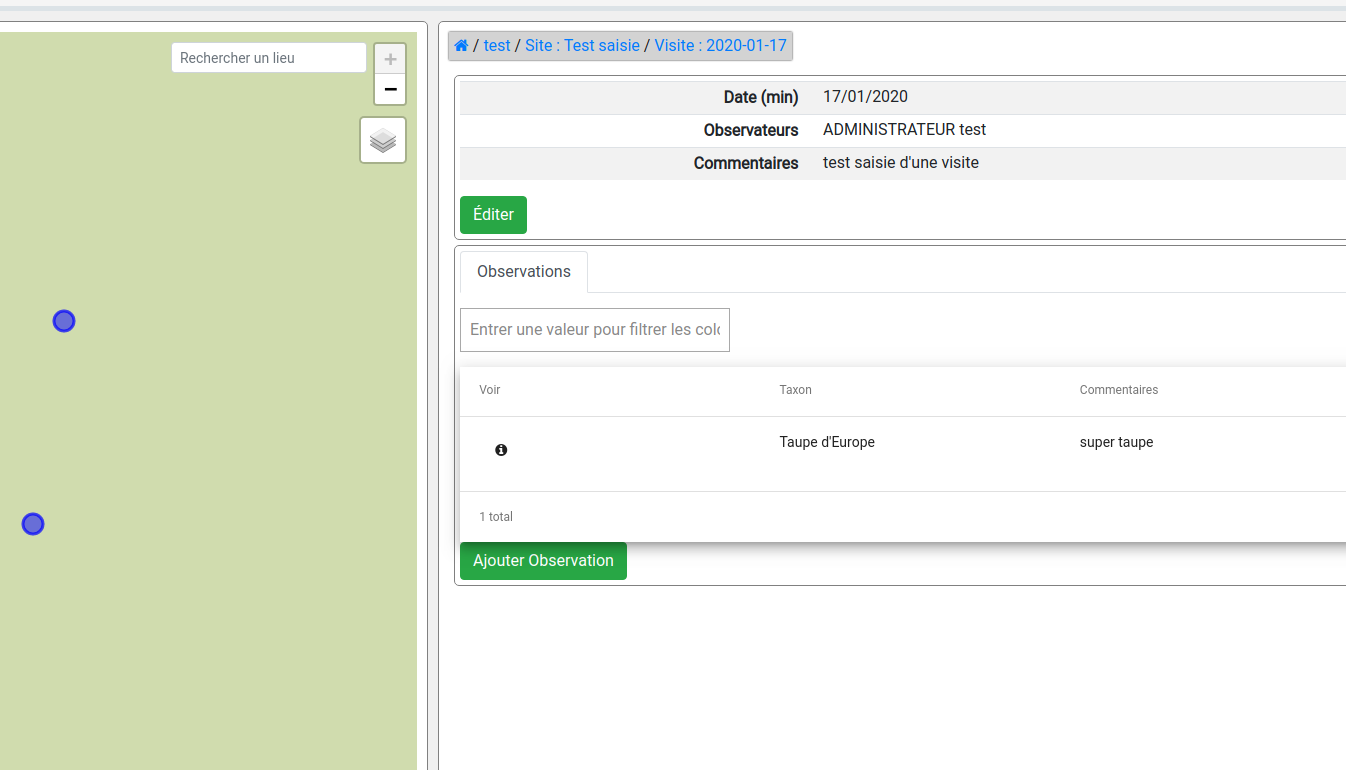 Rechercher un lieu
+
−
/ test / Site : Test saisie / Visite : 2020-01-17
Date (min) 17/01/2020
Observateurs ADMINISTRATEUR test
Commentaires test saisie d'une visite
Éditer
Observations
Entrer une valeur pour filtrer les colo
Voir Taxon Commentaires
Taupe d'Europe super taupe
1 total
Ajouter Observation